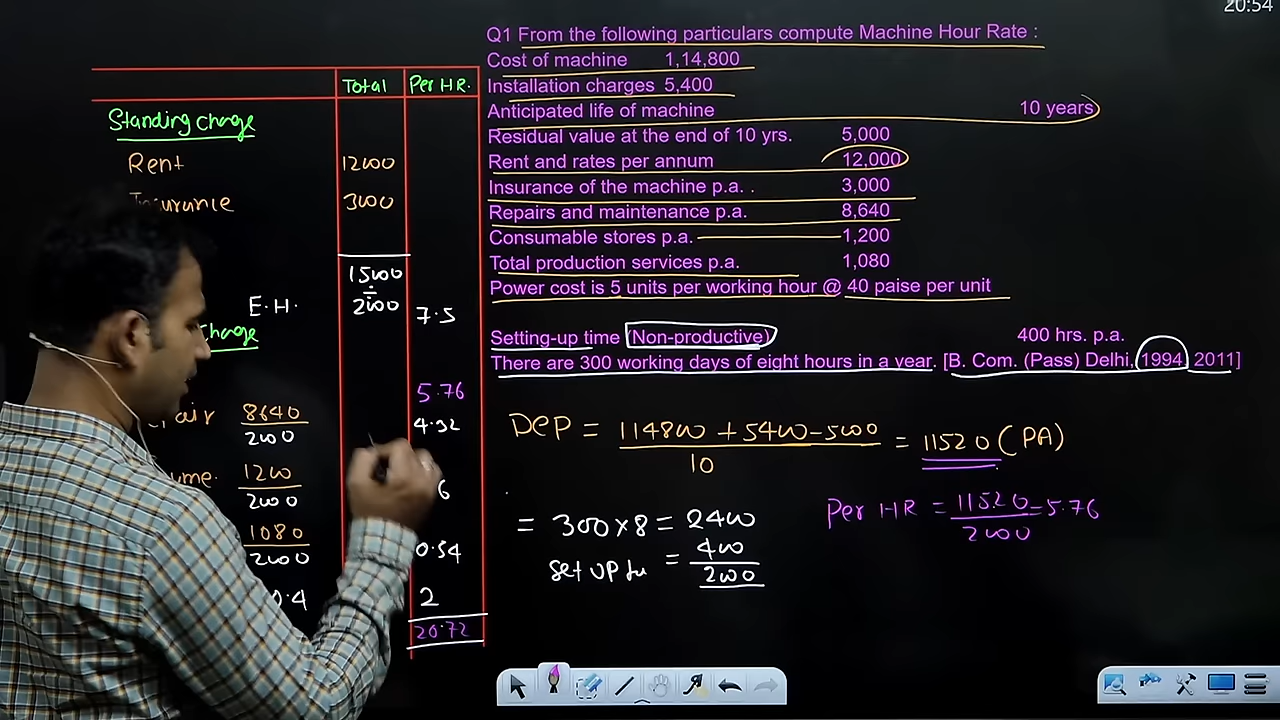 20:54
Q1 From the following particulars compute Machine Hour Rate :
Cost of machine 1,14,800
Installation charges 5,400
Anticipated life of machine 10 years
Residual value at the end of 10 yrs. 5,000
Rent and rates per annum 12,000
Insurance of the machine p.a. . 3,000
Repairs and maintenance p.a. 8,640
Consumable stores p.a. 1,200
Total production services p.a. 1,080
Power cost is 5 units per working hour @ 40 paise per unit
Setting-up time (Non-productive) 400 hrs. p.a.
There are 300 working days of eight hours in a year. [B. Com. (Pass) Delhi, 1994, 2011]
Total Per HR.
Standing charge
Rent 12000
Insurance 3000
15000
÷
E.H. 2000 7.5
5.76
8640
2000
4.32
1200
2000
6
1080
2000
0.54
0.4 2
20.72
DEP = 114800 + 5400 - 5000
10
= 11520 (PA)
= 300 x 8 = 2400
set up = 400
2000
Per HR = 11520 = 5.76
2000